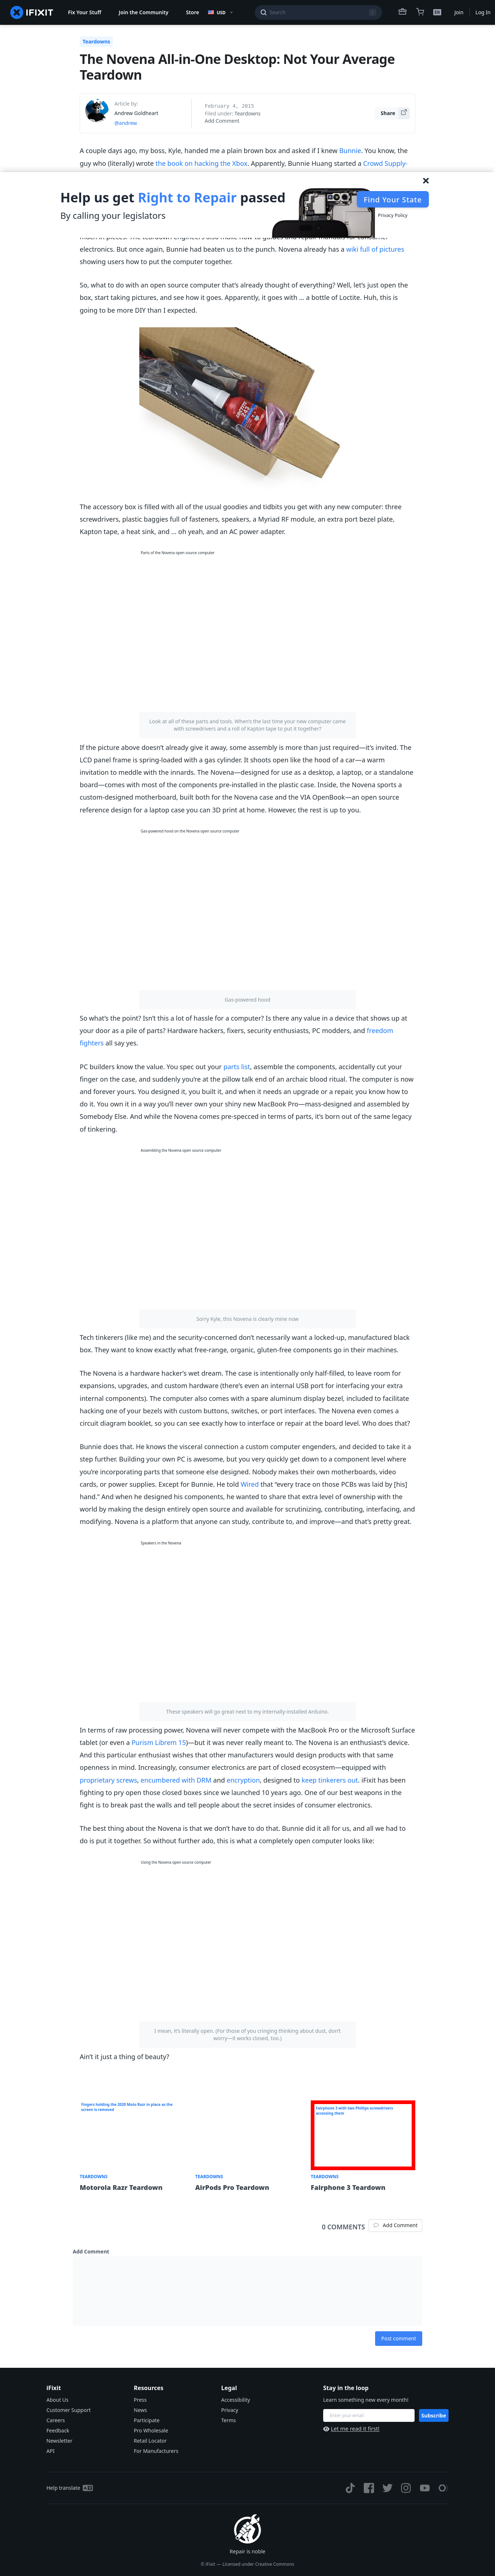 IFIXIT
Fix Your Stuff
Join the Community
Store
USD
Search
/
Join
Log In
Teardowns
The Novena All-in-One Desktop: Not Your Average
Teardown
Article by:
Andrew Goldheart
@andrew
February 4, 2015
Filed under: Teardowns
Add Comment
Share
A couple days ago, my boss, Kyle, handed me a plain brown box and asked if I knew Bunnie. You know, the
guy who (literally) wrote the book on hacking the Xbox. Apparently, Bunnie Huang started a Crowd Supply-
Help us get Right to Repair passed
By calling your legislators
Find Your State
Privacy Policy
electronics. But once again, Bunnie had beaten us to the punch. Novena already has a wiki full of pictures
showing users how to put the computer together.
So, what to do with an open source computer that's already thought of everything? Well, let's just open the
box, start taking pictures, and see how it goes. Apparently, it goes with … a bottle of Loctite. Huh, this is
going to be more DIY than I expected.
The accessory box is filled with all of the usual goodies and tidbits you get with any new computer: three
screwdrivers, plastic baggies full of fasteners, speakers, a Myriad RF module, an extra port bezel plate,
Kapton tape, a heat sink, and … oh yeah, and an AC power adapter.
Parts of the Novena open source computer
Look at all of these parts and tools. When's the last time your new computer came
with screwdrivers and a roll of Kapton tape to put it together?
If the picture above doesn't already give it away, some assembly is more than just required—it's invited. The
LCD panel frame is spring-loaded with a gas cylinder. It shoots open like the hood of a car—a warm
invitation to meddle with the innards. The Novena—designed for use as a desktop, a laptop, or a standalone
board—comes with most of the components pre-installed in the plastic case. Inside, the Novena sports a
custom-designed motherboard, built both for the Novena case and the VIA OpenBook—an open source
reference design for a laptop case you can 3D print at home. However, the rest is up to you.
Gas-powered hood on the Novena open source computer
Gas-powered hood
So what's the point? Isn't this a lot of hassle for a computer? Is there any value in a device that shows up at
your door as a pile of parts? Hardware hackers, fixers, security enthusiasts, PC modders, and freedom
fighters all say yes.
PC builders know the value. You spec out your parts list, assemble the components, accidentally cut your
finger on the case, and suddenly you're at the pillow talk end of an archaic blood ritual. The computer is now
and forever yours. You designed it, you built it, and when it needs an upgrade or a repair, you know how to
do it. You own it in a way you'll never own your shiny new MacBook Pro—mass-designed and assembled by
Somebody Else. And while the Novena comes pre-specced in terms of parts, it's born out of the same legacy
of tinkering.
Assembling the Novena open source computer
Sorry Kyle, this Novena is clearly mine now
Tech tinkerers (like me) and the security-concerned don't necessarily want a locked-up, manufactured black
box. They want to know exactly what free-range, organic, gluten-free components go in their machines.
The Novena is a hardware hacker's wet dream. The case is intentionally only half-filled, to leave room for
expansions, upgrades, and custom hardware (there's even an internal USB port for interfacing your extra
internal components). The computer also comes with a spare aluminum display bezel, included to facilitate
hacking one of your bezels with custom buttons, switches, or port interfaces. The Novena even comes a
circuit diagram booklet, so you can see exactly how to interface or repair at the board level. Who does that?
Bunnie does that. He knows the visceral connection a custom computer engenders, and decided to take it a
step further. Building your own PC is awesome, but you very quickly get down to a component level where
you're incorporating parts that someone else designed. Nobody makes their own motherboards, video
cards, or power supplies. Except for Bunnie. He told Wired that "every trace on those PCBs was laid by [his]
hand." And when he designed his components, he wanted to share that extra level of ownership with the
world by making the design entirely open source and available for scrutinizing, contributing, interfacing, and
modifying. Novena is a platform that anyone can study, contribute to, and improve—and that's pretty great.
Speakers in the Novena
These speakers will go great next to my internally-installed Arduino.
In terms of raw processing power, Novena will never compete with the MacBook Pro or the Microsoft Surface
tablet (or even a Purism Librem 15)—but it was never really meant to. The Novena is an enthusiast's device.
And this particular enthusiast wishes that other manufacturers would design products with that same
openness in mind. Increasingly, consumer electronics are part of closed ecosystem—equipped with
proprietary screws, encumbered with DRM and encryption, designed to keep tinkerers out. iFixit has been
fighting to pry open those closed boxes since we launched 10 years ago. One of our best weapons in the
fight is to break past the walls and tell people about the secret insides of consumer electronics.
The best thing about the Novena is that we don't have to do that. Bunnie did it all for us, and all we had to
do is put it together. So without further ado, this is what a completely open computer looks like:
Using the Novena open source computer
I mean, it's literally open. (For those of you cringing thinking about dust, don't
worry—it works closed, too.)
Ain't it just a thing of beauty?
Fingers holding the 2020 Moto Razr in place as the
screen is removed
TEARDOWNS
Motorola Razr Teardown
TEARDOWNS
AirPods Pro Teardown
Fairphone 3 with two Phillips screwdrivers
accessing them
TEARDOWNS
Fairphone 3 Teardown
0 COMMENTS
Add Comment
Add Comment
Post comment
iFixit
About Us
Customer Support
Careers
Feedback
Newsletter
API
Resources
Press
News
Participate
Pro Wholesale
Retail Locator
For Manufacturers
Legal
Accessibility
Privacy
Terms
Stay in the loop
Learn something new every month!
Enter your email
Subscribe
Let me read it first!
Help translate
Repair is noble
© iFixit — Licensed under Creative Commons